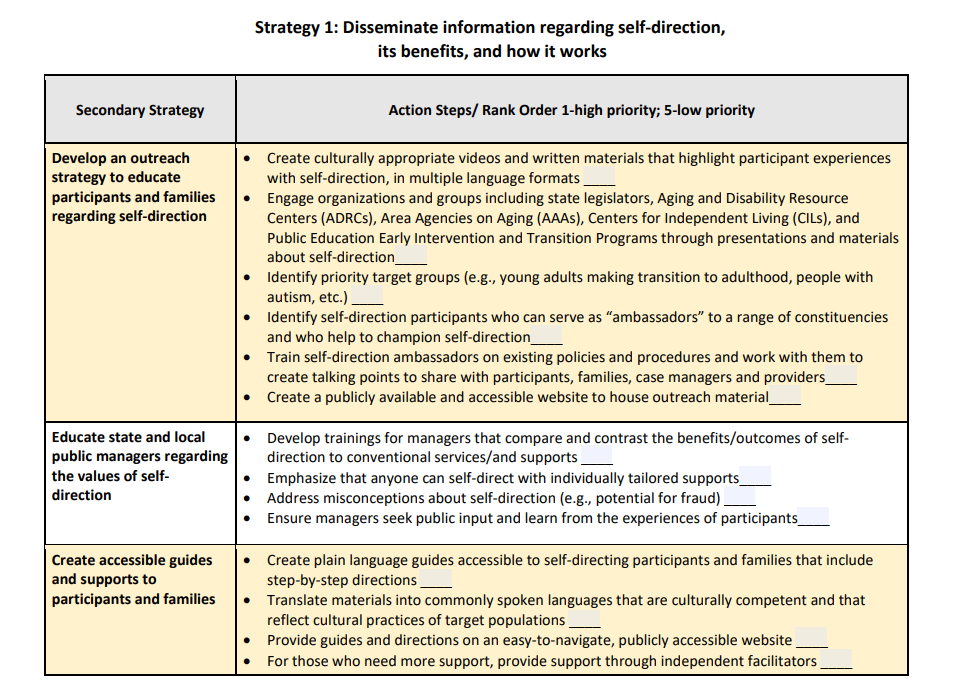 Strategy 1: Disseminate information regarding self-direction,
its benefits, and how it works
Secondary Strategy
Action Steps/ Rank Order 1-high priority; 5-low priority
Develop an outreach
strategy to educate
participants and families
regarding self-direction
• Create culturally appropriate videos and written materials that highlight participant experiences
with self-direction, in multiple language formats ____
• Engage organizations and groups including state legislators, Aging and Disability Resource
Centers (ADRCs), Area Agencies on Aging (AAAs), Centers for Independent Living (CILs), and
Public Education Early Intervention and Transition Programs through presentations and materials
about self-direction____
• Identify priority target groups (e.g., young adults making transition to adulthood, people with
autism, etc.) ____
• Identify self-direction participants who can serve as “ambassadors” to a range of constituencies
and who help to champion self-direction____
• Train self-direction ambassadors on existing policies and procedures and work with them to
create talking points to share with participants, families, case managers and providers____
• Create a publicly available and accessible website to house outreach material____
Educate state and local
public managers regarding
the values of self-
direction
• Develop trainings for managers that compare and contrast the benefits/outcomes of self-
direction to conventional services/and supports ____
• Emphasize that anyone can self-direct with individually tailored supports____
• Address misconceptions about self-direction (e.g., potential for fraud) ____
• Ensure managers seek public input and learn from the experiences of participants____
Create accessible guides
and supports to
participants and families
• Create plain language guides accessible to self-directing participants and families that include
step-by-step directions ____
• Translate materials into commonly spoken languages that are culturally competent and that
reflect cultural practices of target populations ____
• Provide guides and directions on an easy-to-navigate, publicly accessible website ____
• For those who need more support, provide support through independent facilitators ____